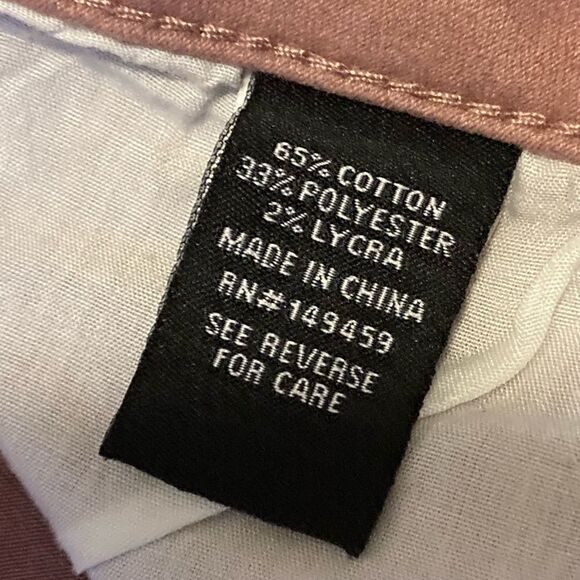 65% COTTON
33% POLYESTER
2% LYCRA
MADE IN CHINA
RN#149459
SEE REVERSE
FOR CARE